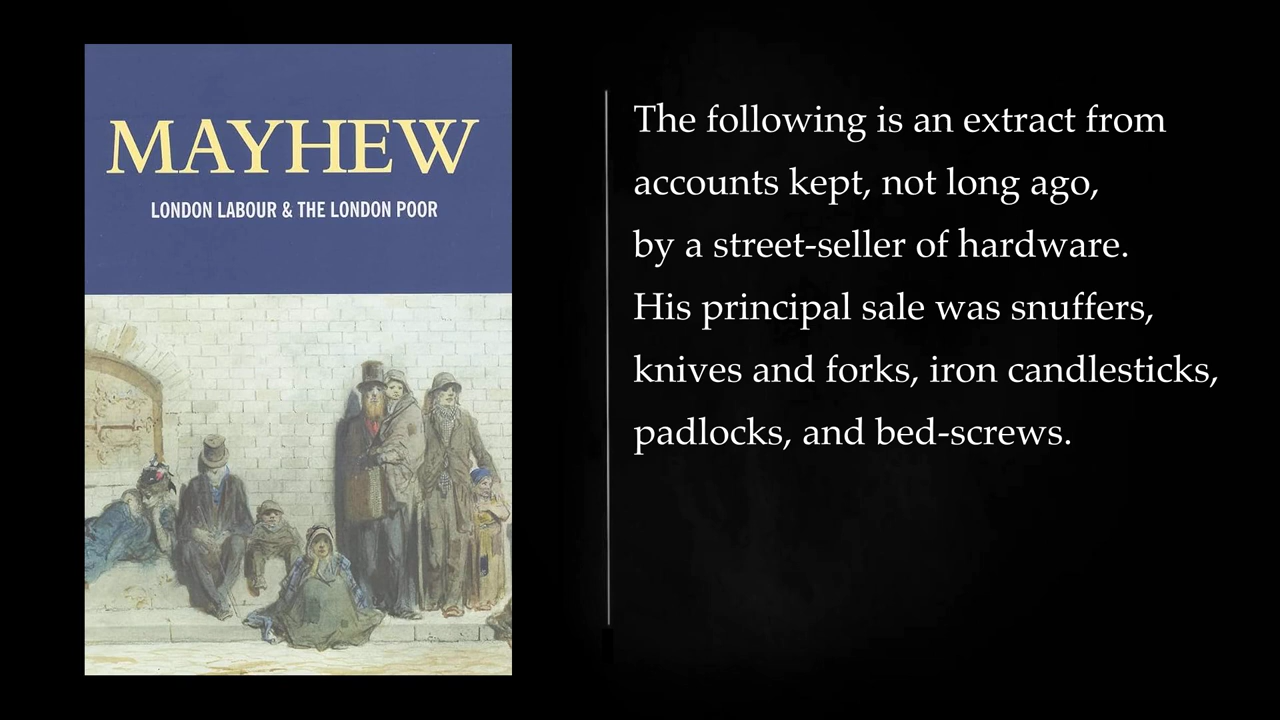 MAYHEW
LONDON LABOUR & THE LONDON POOR
The following is an extract from
accounts kept, not long ago,
by a street-seller of hardware.
His principal sale was snuffers,
knives and forks, iron candlesticks,
padlocks, and bed-screws.